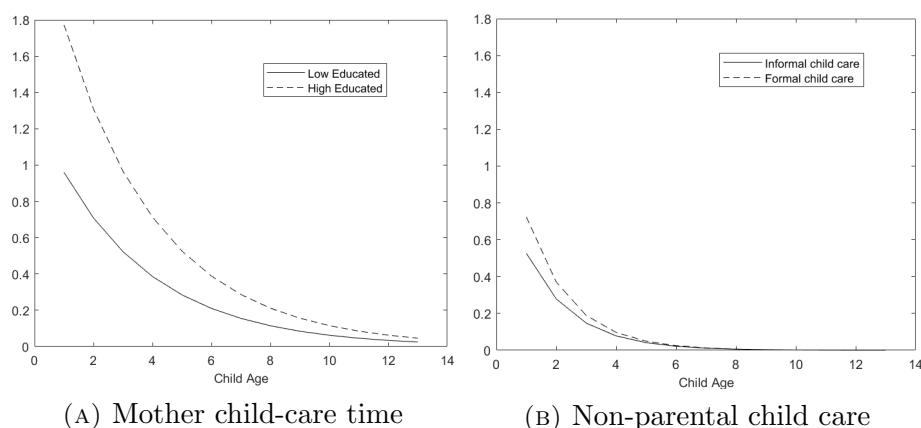 1.8
1.6
1.4
1.2
1
0.8
0.6
0.4
0.2
0
0 2 4 6 8 10 12 14
Child Age
Low Educated
High Educated
(A) Mother child-care time
1.8
1.6
1.4
1.2
1
0.8
0.6
0.4
0.2
0
0 2 4 6 8 10 12 14
Child Age
Informal child care
Formal child care
(B) Non-parental child care